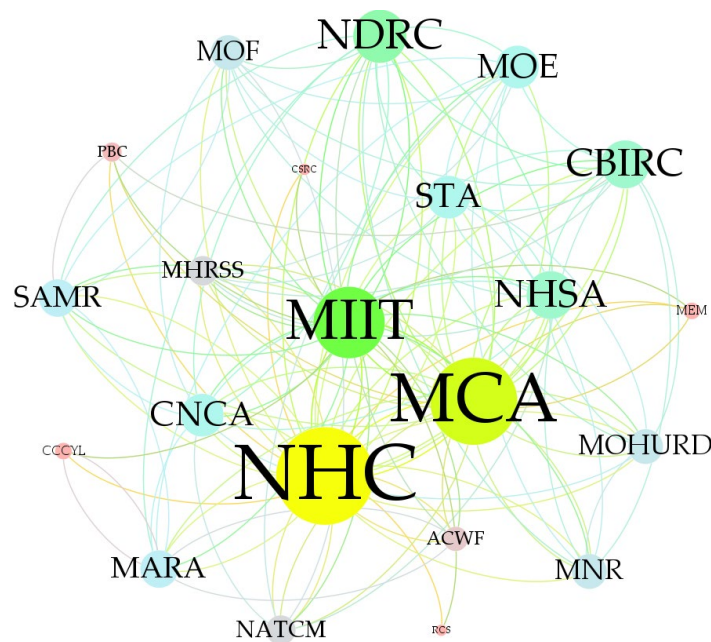 NDRC
MOF
MOE
PBC
CSRC
CBIRC
STA
MHRSS
SAMR
NHSA
MIIT
MEM
MCA
CNCA
MOHURD
CCCYL
NHC
ACWF
MARA
MNR
NATCM
RCS